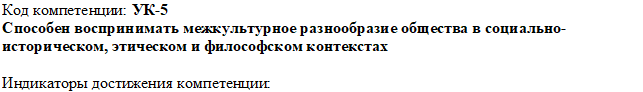 Код компетенции: УК-5
Способен воспринимать межкультурное разнообразие общества в социально-
историческом, этическом и философском контекстах
Индикаторы достижения компетенции: